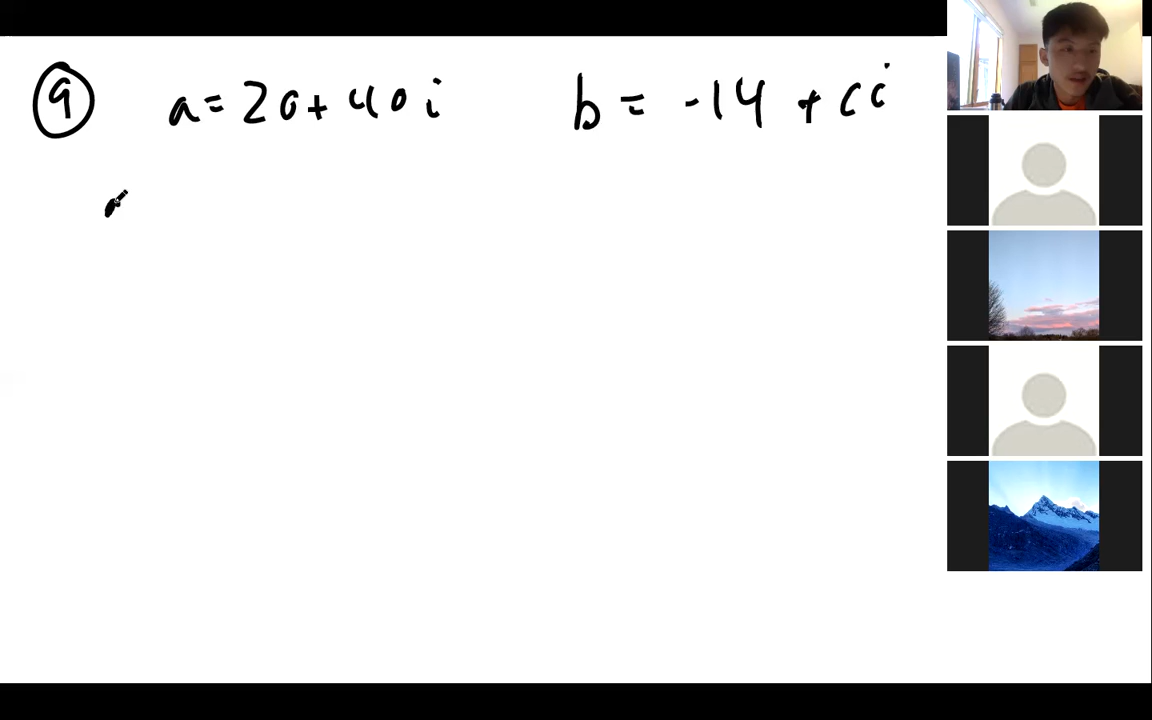 9 a = 20 + 40i b = -14 + ci